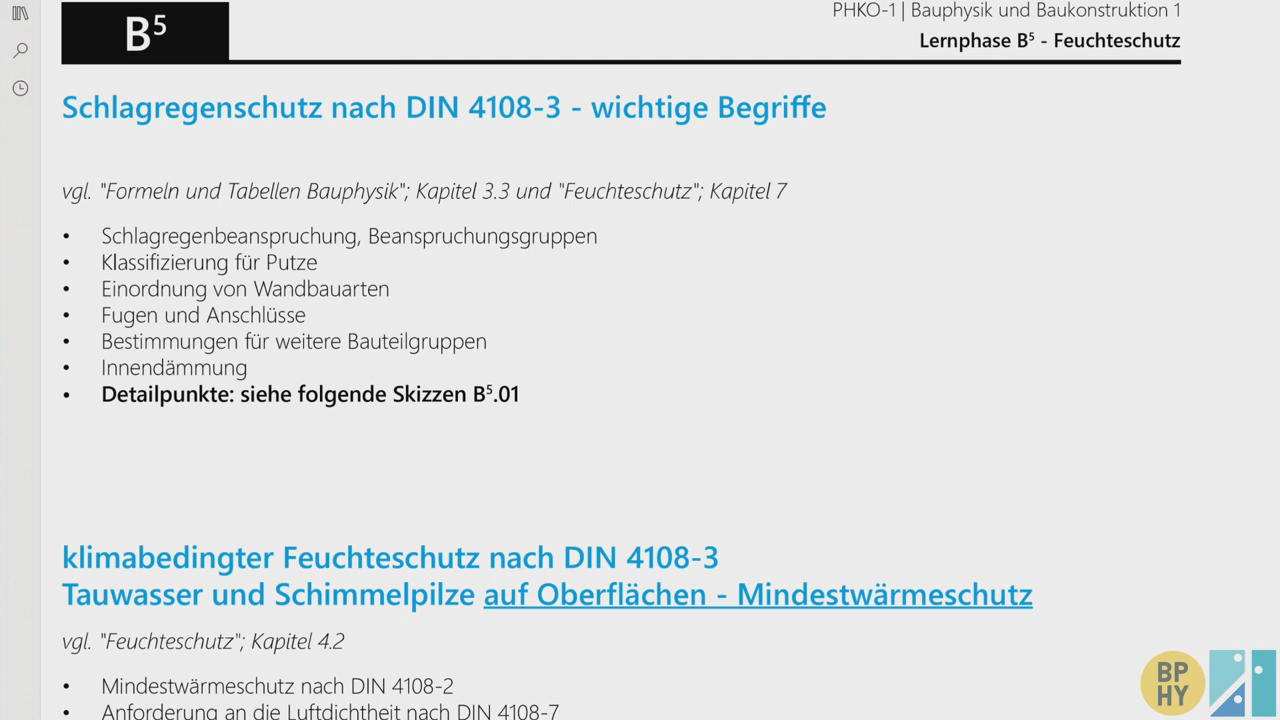 B⁵
PHKO-1 | Bauphysik und Baukonstruktion 1
Lernphase B⁵ - Feuchteschutz
Schlagregenschutz nach DIN 4108-3 - wichtige Begriffe
vgl. "Formeln und Tabellen Bauphysik"; Kapitel 3.3 und "Feuchteschutz"; Kapitel 7
• Schlagregenbeanspruchung, Beanspruchungsgruppen
• Klassifizierung für Putze
• Einordnung von Wandbauarten
• Fugen und Anschlüsse
• Bestimmungen für weitere Bauteilgruppen
• Innendämmung
• Detailpunkte: siehe folgende Skizzen B⁵.01
klimabedingter Feuchteschutz nach DIN 4108-3
Tauwasser und Schimmelpilze auf Oberflächen - Mindestwärmeschutz
vgl. "Feuchteschutz"; Kapitel 4.2
• Mindestwärmeschutz nach DIN 4108-2
• Anforderung an die Luftdichtheit nach DIN 4108-7
BP
HY